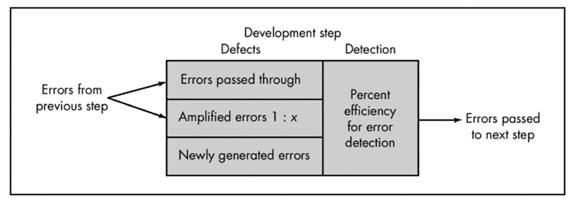 Development step
Defects
Detection
Errors from
previous step
Errors passed through
Amplified errors 1 : x
Newly generated errors
Percent
efficiency
for error
detection
Errors passed
to next step